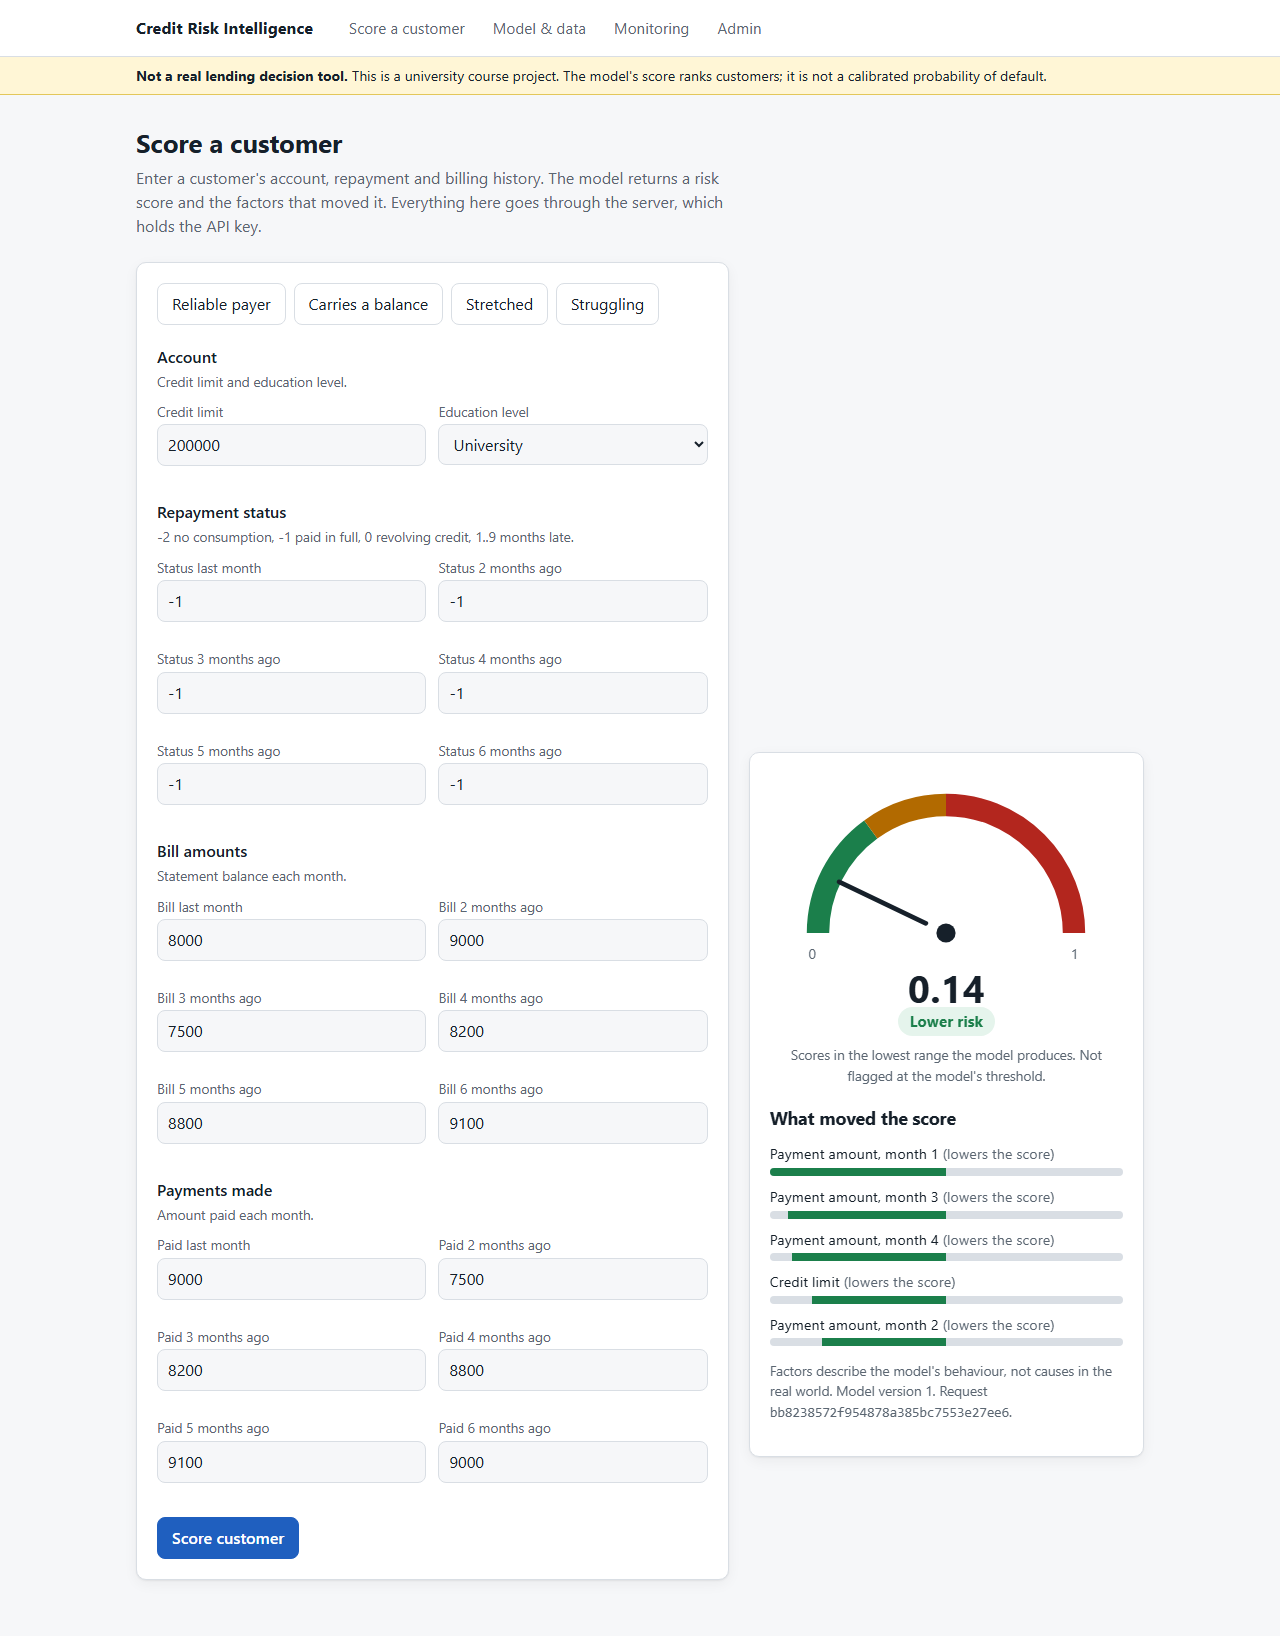 Credit Risk Intelligence
Score a customer
Model & data
Monitoring
Admin
Not a real lending decision tool. This is a university course project. The model's score ranks customers; it is not a calibrated probability of default.
Score a customer
Enter a customer's account, repayment and billing history. The model returns a risk
score and the factors that moved it. Everything here goes through the server, which
holds the API key.
Reliable payer
Carries a balance
Stretched
Struggling
Account
Credit limit and education level.
Credit limit
Education level
200000
University
Repayment status
-2 no consumption, -1 paid in full, 0 revolving credit, 1..9 months late.
Status last month
Status 2 months ago
-1
-1
Status 3 months ago
Status 4 months ago
-1
-1
Status 5 months ago
Status 6 months ago
-1
-1
Bill amounts
Statement balance each month.
Bill last month
Bill 2 months ago
8000
9000
Bill 3 months ago
Bill 4 months ago
7500
8200
Bill 5 months ago
Bill 6 months ago
8800
9100
Payments made
Amount paid each month.
Paid last month
Paid 2 months ago
9000
7500
Paid 3 months ago
Paid 4 months ago
8200
8800
Paid 5 months ago
Paid 6 months ago
9100
9000
Score customer
0
1
0.14
Lower risk
Scores in the lowest range the model produces. Not
flagged at the model's threshold.
What moved the score
Payment amount, month 1 (lowers the score)
Payment amount, month 3 (lowers the score)
Payment amount, month 4 (lowers the score)
Credit limit (lowers the score)
Payment amount, month 2 (lowers the score)
Factors describe the model's behaviour, not causes in the
real world. Model version 1. Request
bb8238572f954878a385bc7553e27ee6.